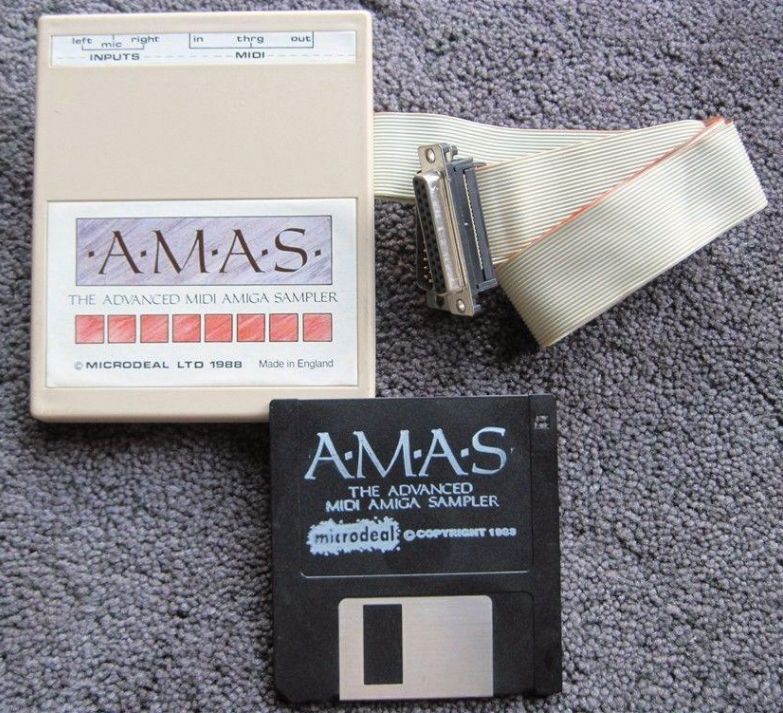 left mic right in thrg out
INPUTS MIDI
·A·M·A·S·
THE ADVANCED MIDI AMIGA SAMPLER
© MICRODEAL LTD 1988 Made in England
A·M·A·S
THE ADVANCED
MIDI AMIGA SAMPLER
microdeal © COPYRIGHT 1989